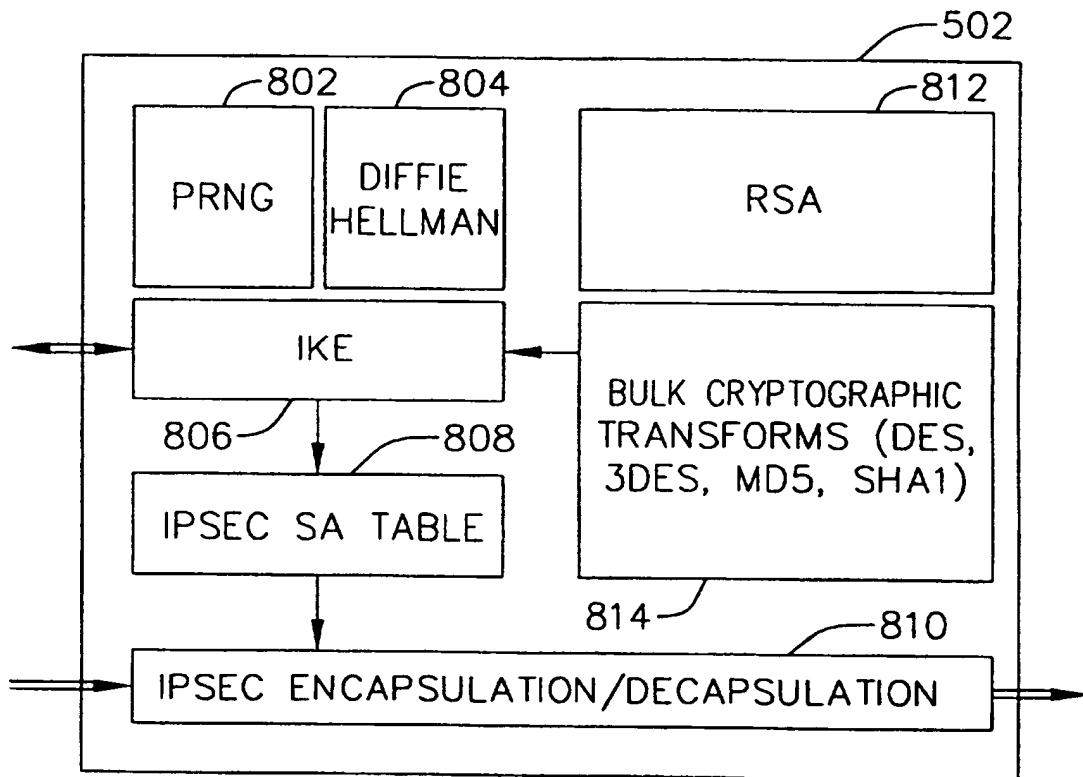 502
802
804
812
PRNG
DIFFIE
HELLMAN
RSA
IKE
806
808
BULK CRYPTOGRAPHIC
TRANSFORMS (DES,
3DES, MD5, SHA1)
IPSEC SA TABLE
814
810
IPSEC ENCAPSULATION/DECAPSULATION